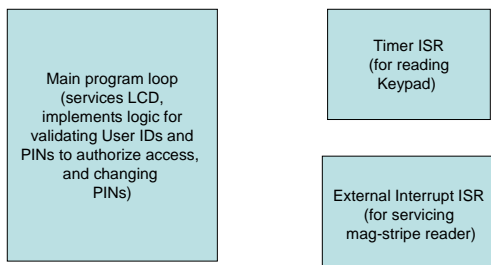 Main program loop
(services LCD,
implements logic for
validating User IDs and
PINs to authorize access,
and changing
PINs)
Timer ISR
(for reading
Keypad)
External Interrupt ISR
(for servicing
mag-stripe reader)